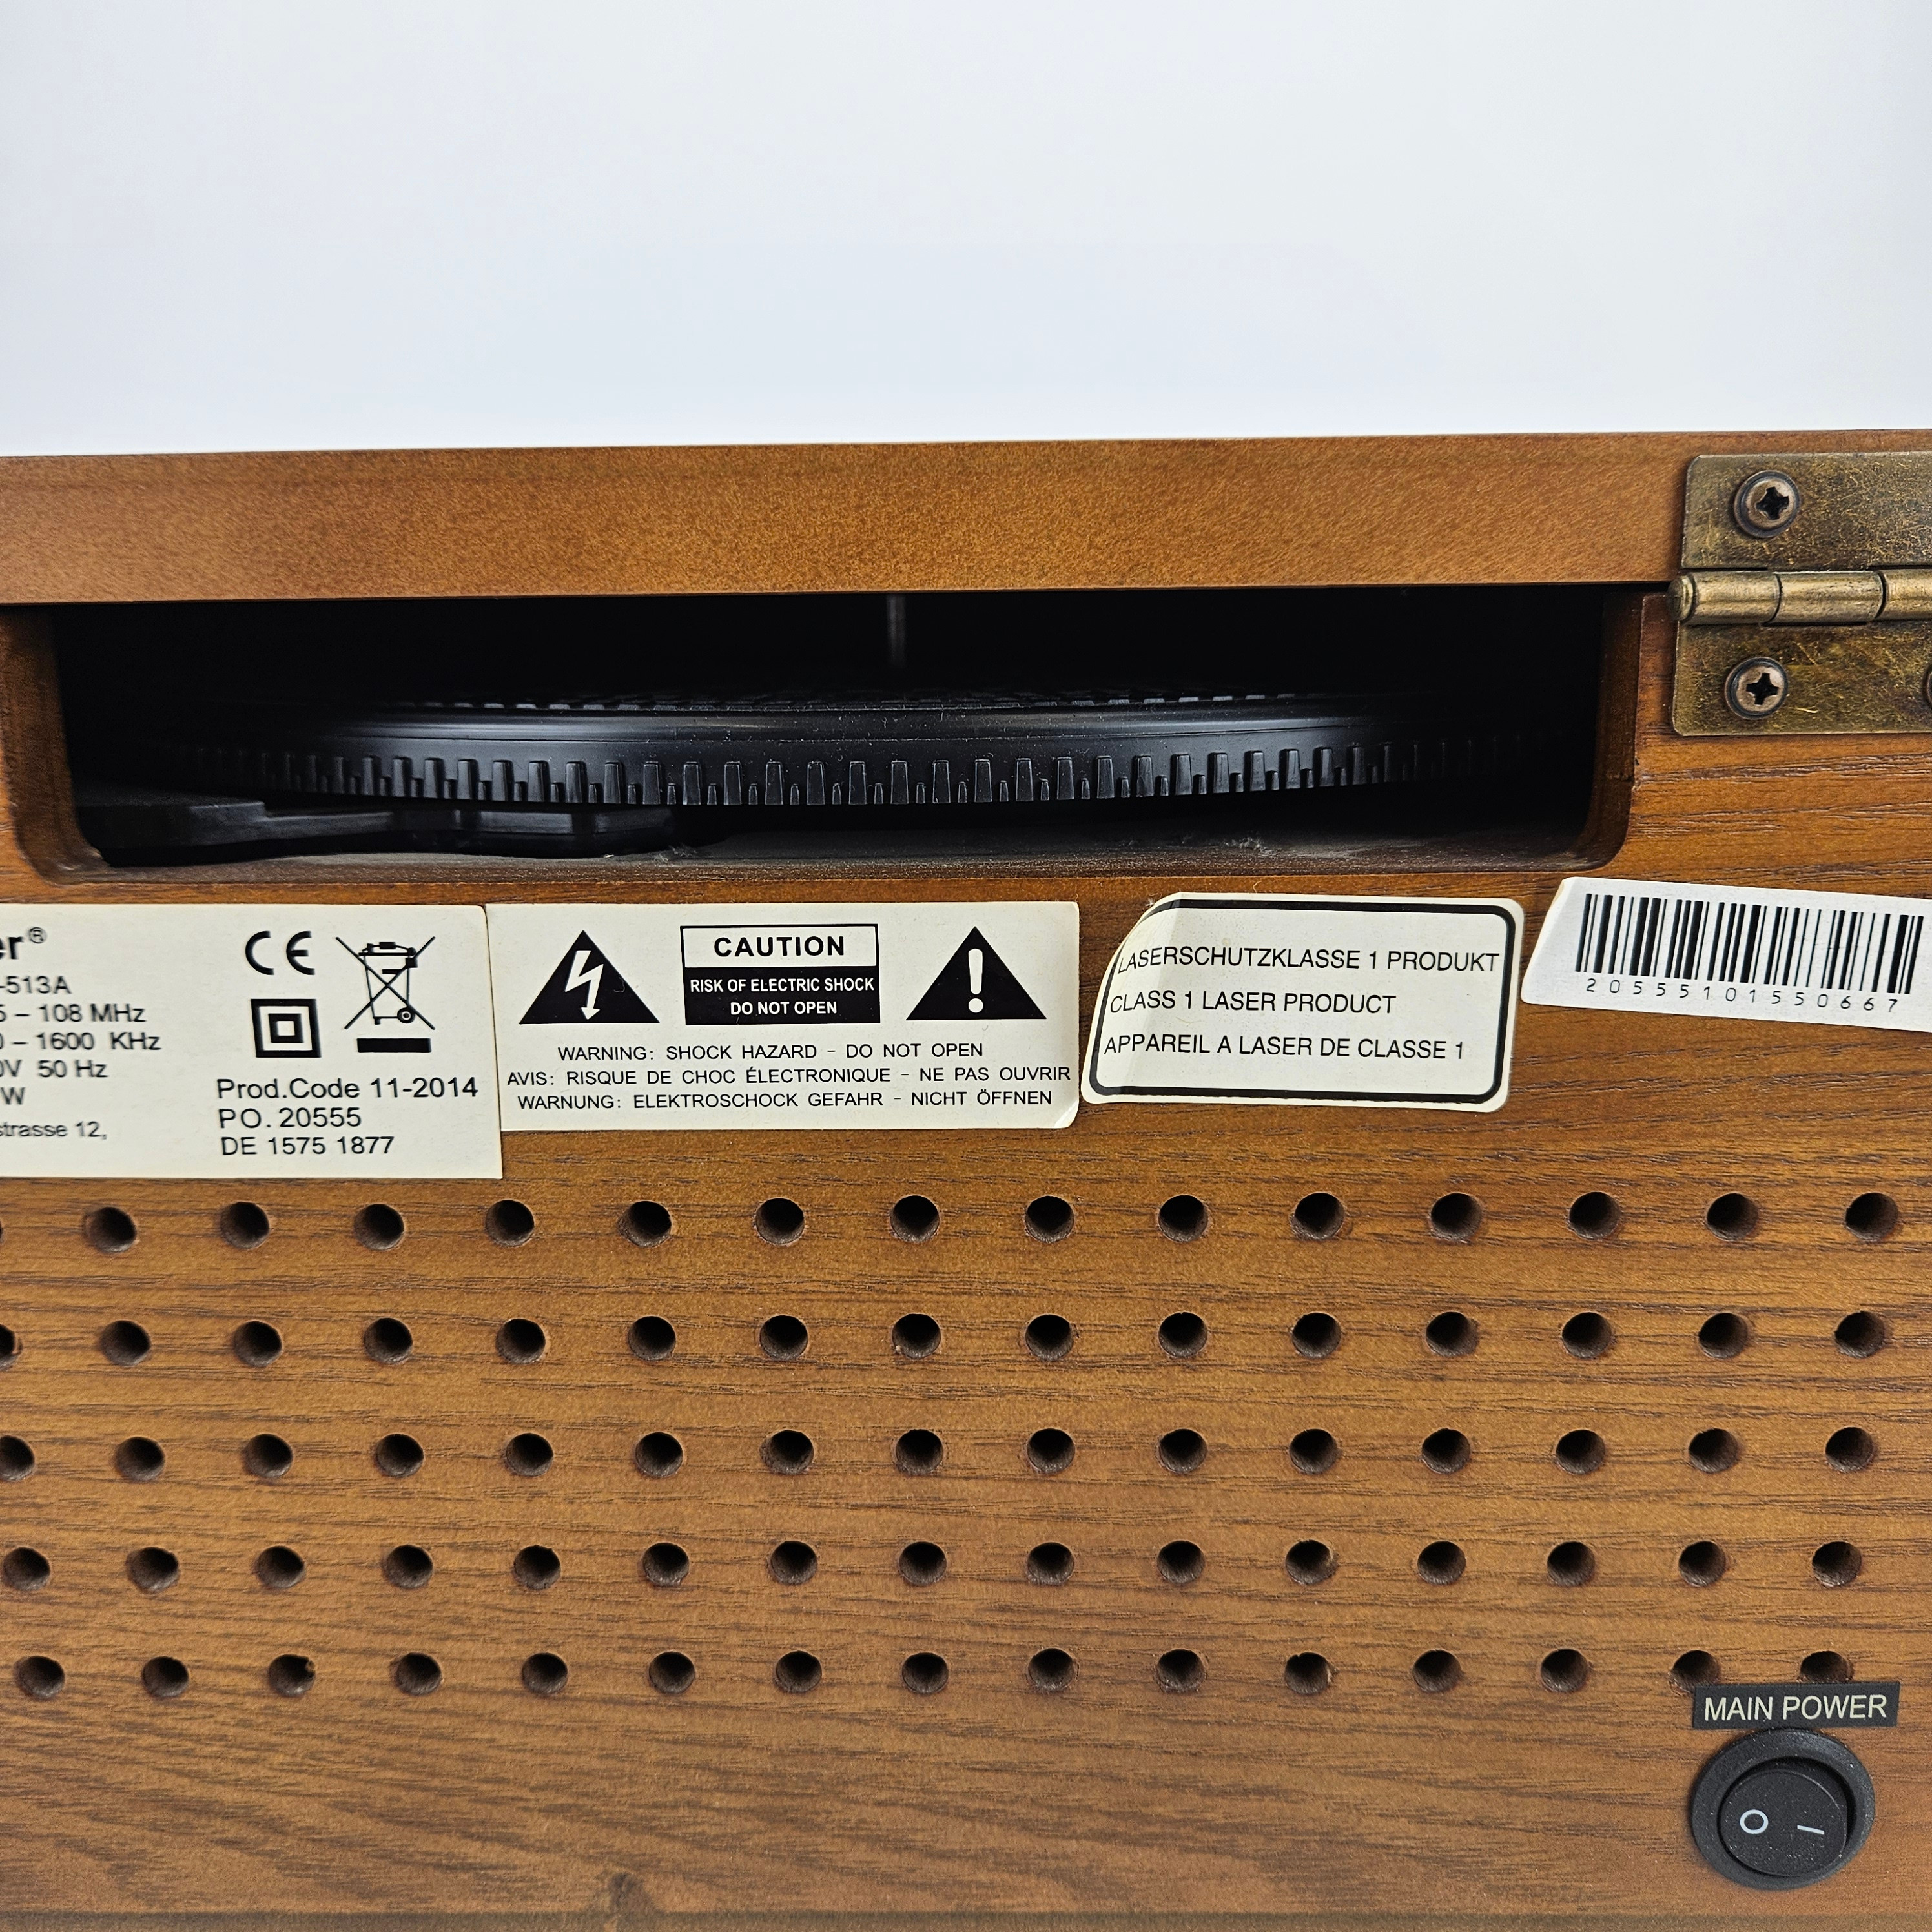 er®
-513A
– 108 MHz
– 1600 KHz
0V 50 Hz
W
strasse 12,
CE
Prod.Code 11-2014
PO. 20555
DE 1575 1877
CAUTION
RISK OF ELECTRIC SHOCK
DO NOT OPEN
WARNING: SHOCK HAZARD - DO NOT OPEN
AVIS: RISQUE DE CHOC ÉLECTRONIQUE - NE PAS OUVRIR
WARNUNG: ELEKTROSCHOCK GEFAHR - NICHT ÖFFNEN
LASERSCHUTZKLASSE 1 PRODUKT
CLASS 1 LASER PRODUCT
APPAREIL A LASER DE CLASSE 1
20555101550667
MAIN POWER
O I